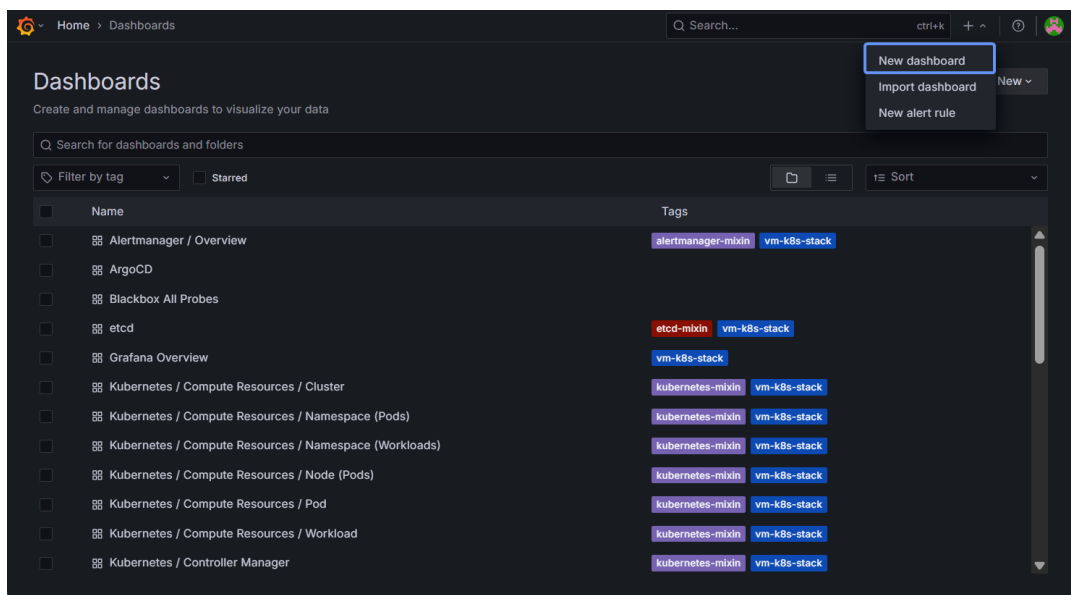 Home > Dashboards
Search...
ctrl+k
New dashboard
Import dashboard
New alert rule
Dashboards
New
Create and manage dashboards to visualize your data
Search for dashboards and folders
Filter by tag
Starred
Sort
Name Tags
Alertmanager / Overview alertmanager-mixin vm-k8s-stack
ArgoCD
Blackbox All Probes
etcd etcd-mixin vm-k8s-stack
Grafana Overview vm-k8s-stack
Kubernetes / Compute Resources / Cluster kubernetes-mixin vm-k8s-stack
Kubernetes / Compute Resources / Namespace (Pods) kubernetes-mixin vm-k8s-stack
Kubernetes / Compute Resources / Namespace (Workloads) kubernetes-mixin vm-k8s-stack
Kubernetes / Compute Resources / Node (Pods) kubernetes-mixin vm-k8s-stack
Kubernetes / Compute Resources / Pod kubernetes-mixin vm-k8s-stack
Kubernetes / Compute Resources / Workload kubernetes-mixin vm-k8s-stack
Kubernetes / Controller Manager kubernetes-mixin vm-k8s-stack